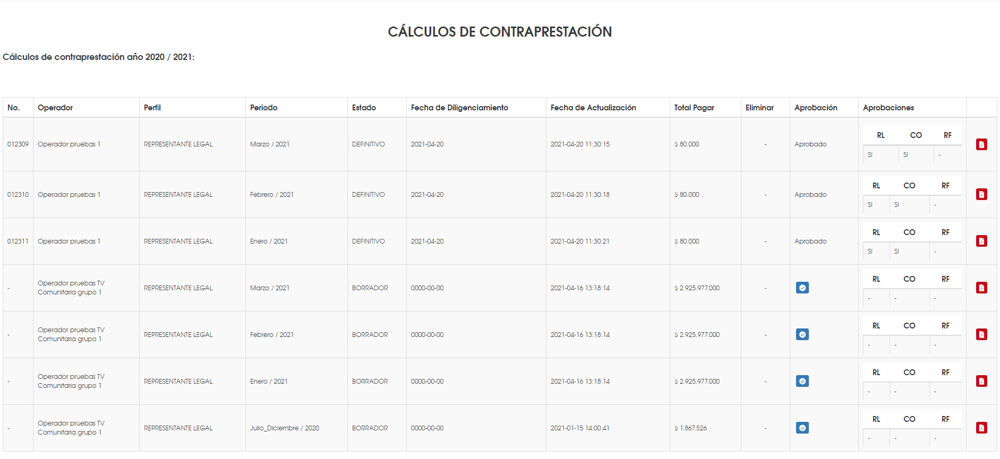 CÁLCULOS DE CONTRAPRESTACIÓN
Cálculos de contraprestación año 2020 / 2021:
No. Operador Perfil Periodo Estado Fecha de Diligenciamiento Fecha de Actualización Total Pagar Eliminar Aprobación Aprobaciones
RL CO RF
012309 Operador pruebas 1 REPRESENTANTE LEGAL Marzo / 2021 DEFINITIVO 2021-04-20 2021-04-20 11:30:15 $ 80.000 - Aprobado
SI SI -
RL CO RF
012310 Operador pruebas 1 REPRESENTANTE LEGAL Febrero / 2021 DEFINITIVO 2021-04-20 2021-04-20 11:30:18 $ 80.000 - Aprobado
SI SI -
RL CO RF
012311 Operador pruebas 1 REPRESENTANTE LEGAL Enero / 2021 DEFINITIVO 2021-04-20 2021-04-20 11:30:21 $ 80.000 - Aprobado
SI SI -
RL CO RF
Operador pruebas TV
- REPRESENTANTE LEGAL Marzo / 2021 BORRADOR 0000-00-00 2021-04-16 13:18:14 $ 2.925.977.000 -
Comunitaria grupo 1
- - -
RL CO RF
Operador pruebas TV
- REPRESENTANTE LEGAL Febrero / 2021 BORRADOR 0000-00-00 2021-04-16 13:18:14 $ 2.925.977.000 -
Comunitaria grupo 1
- - -
RL CO RF
Operador pruebas TV
- REPRESENTANTE LEGAL Enero / 2021 BORRADOR 0000-00-00 2021-04-16 13:18:14 $ 2.925.977.000 -
Comunitaria grupo 1
- - -
RL CO RF
Operador pruebas TV
- REPRESENTANTE LEGAL Julio_Diciembre / 2020 BORRADOR 0000-00-00 2021-01-15 14:00:41 $ 1.867.526 -
Comunitaria grupo 1
- - -